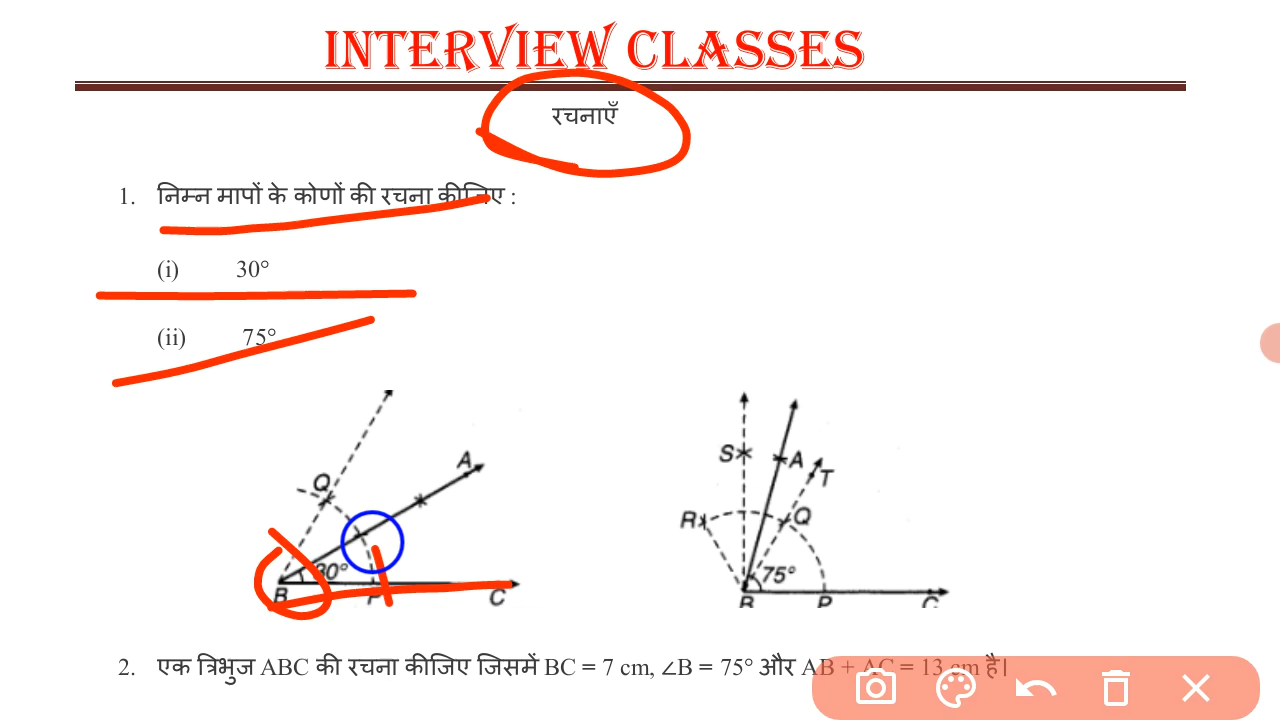 INTERVIEW CLASSES
रचनाएँ
1. निम्न मापों के कोणों की रचना कीजिए :
(i) 30°
(ii) 75°
Q A 30° B P C
S A T R Q 75° B P C
2. एक त्रिभुज ABC की रचना कीजिए जिसमें BC = 7 cm, ∠B = 75° और AB + AC = 13 cm है।